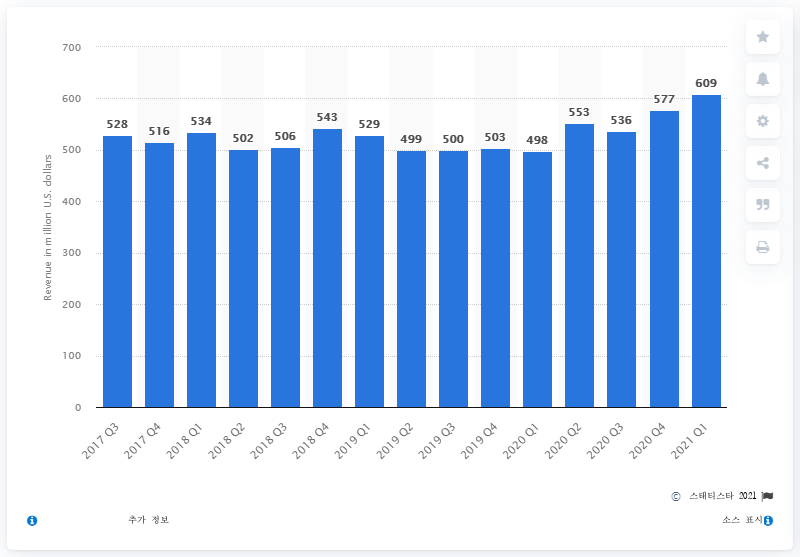 700
600
500
400
300
200
100
0
Revenue in million U.S. dollars
528
516
534
502
506
543
529
499
500
503
498
553
536
577
609
2017 Q3
2017 Q4
2018 Q1
2018 Q2
2018 Q3
2018 Q4
2019 Q1
2019 Q2
2019 Q3
2019 Q4
2020 Q1
2020 Q2
2020 Q3
2020 Q4
2021 Q1
© 스태티스타 2021
추가 정보
소스 표시